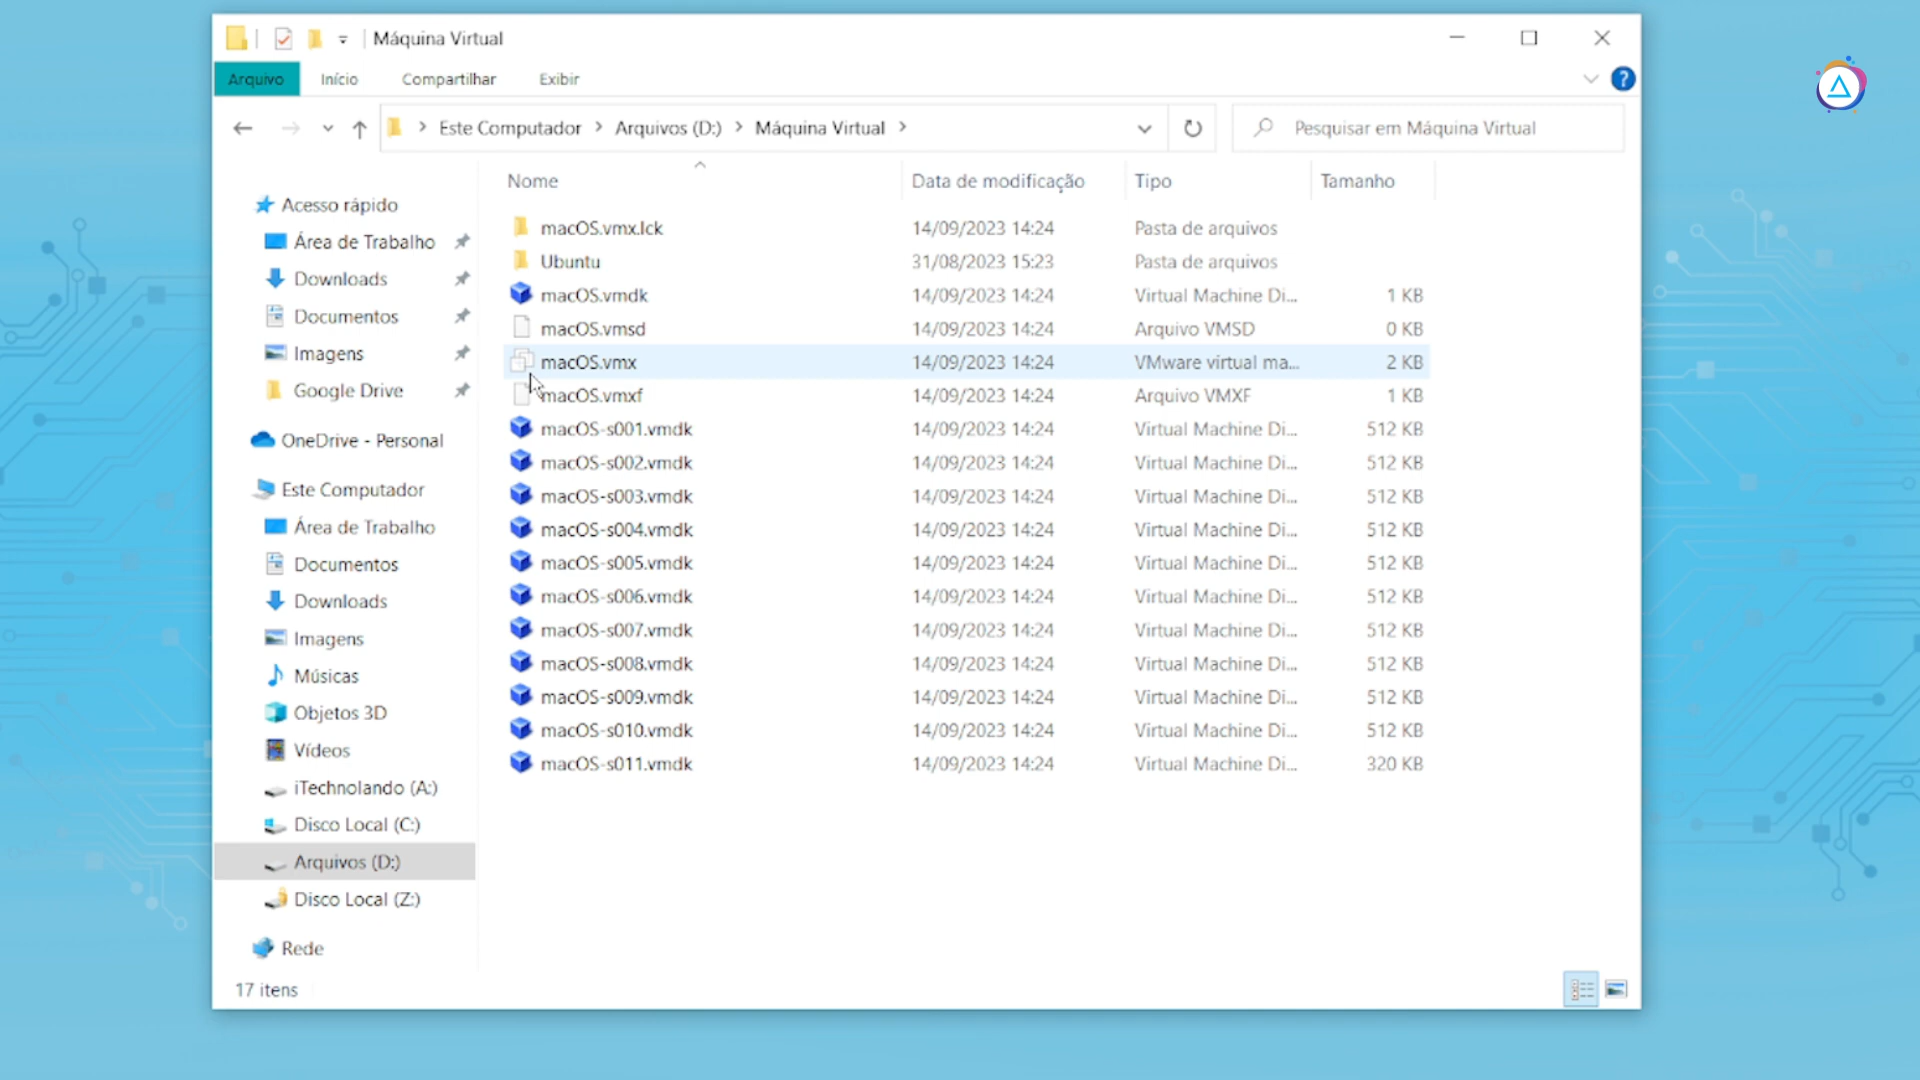 Máquina Virtual
Arquivo Início Compartilhar Exibir ?
Este Computador > Arquivos (D:) > Máquina Virtual >
Pesquisar em Máquina Virtual
Nome Data de modificação Tipo Tamanho
Acesso rápido
Área de Trabalho
Downloads
Documentos
Imagens
Google Drive
OneDrive - Personal
Este Computador
Área de Trabalho
Documentos
Downloads
Imagens
Músicas
Objetos 3D
Vídeos
iTechnolando (A:)
Disco Local (C:)
Arquivos (D:)
Disco Local (Z:)
Rede
macOS.vmx.lck 14/09/2023 14:24 Pasta de arquivos
Ubuntu 31/08/2023 15:23 Pasta de arquivos
macOS.vmdk 14/09/2023 14:24 Virtual Machine Di... 1 KB
macOS.vmsd 14/09/2023 14:24 Arquivo VMSD 0 KB
macOS.vmx 14/09/2023 14:24 VMware virtual ma... 2 KB
macOS.vmxf 14/09/2023 14:24 Arquivo VMXF 1 KB
macOS-s001.vmdk 14/09/2023 14:24 Virtual Machine Di... 512 KB
macOS-s002.vmdk 14/09/2023 14:24 Virtual Machine Di... 512 KB
macOS-s003.vmdk 14/09/2023 14:24 Virtual Machine Di... 512 KB
macOS-s004.vmdk 14/09/2023 14:24 Virtual Machine Di... 512 KB
macOS-s005.vmdk 14/09/2023 14:24 Virtual Machine Di... 512 KB
macOS-s006.vmdk 14/09/2023 14:24 Virtual Machine Di... 512 KB
macOS-s007.vmdk 14/09/2023 14:24 Virtual Machine Di... 512 KB
macOS-s008.vmdk 14/09/2023 14:24 Virtual Machine Di... 512 KB
macOS-s009.vmdk 14/09/2023 14:24 Virtual Machine Di... 512 KB
macOS-s010.vmdk 14/09/2023 14:24 Virtual Machine Di... 512 KB
macOS-s011.vmdk 14/09/2023 14:24 Virtual Machine Di... 320 KB
17 itens